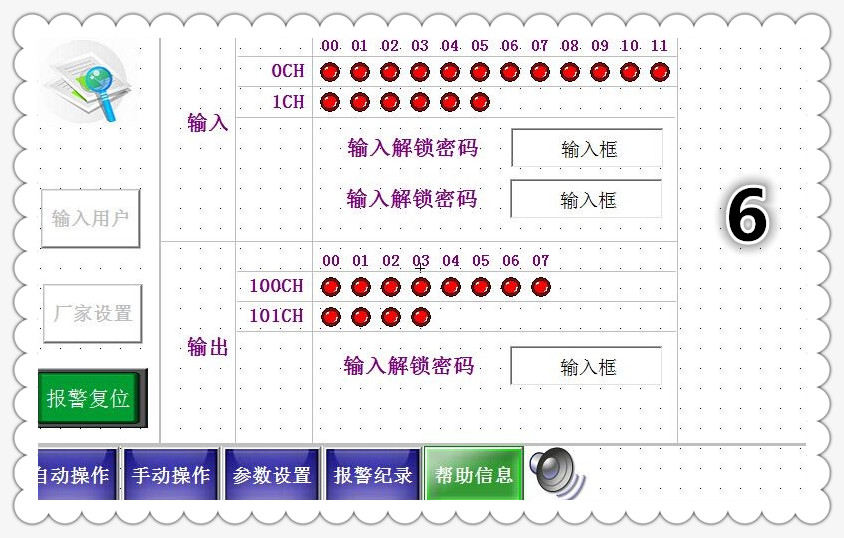 00 01 02 03 04 05 06 07 08 09 10 11
0CH
1CH
输入
输入解锁密码 输入框
输入解锁密码 输入框
6
输入用户
00 01 02 03 04 05 06 07
100CH
厂家设置
101CH
输出
输入解锁密码 输入框
报警复位
自动操作 手动操作 参数设置 报警纪录 帮助信息